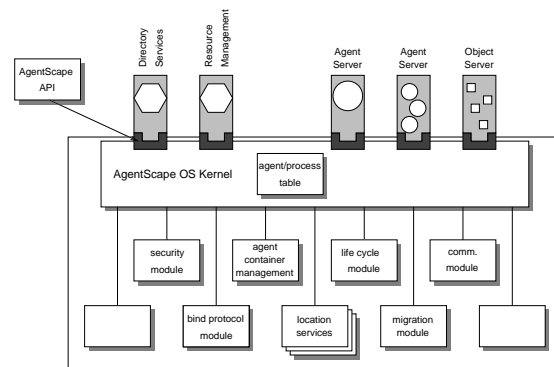 Directory
Services
Resource
Management
Agent
Server
Agent
Server
Object
Server
AgentScape
API
AgentScape OS Kernel
agent/process
table
security
module
agent
container
management
life cycle
module
comm.
module
bind protocol
module
location
services
migration
module